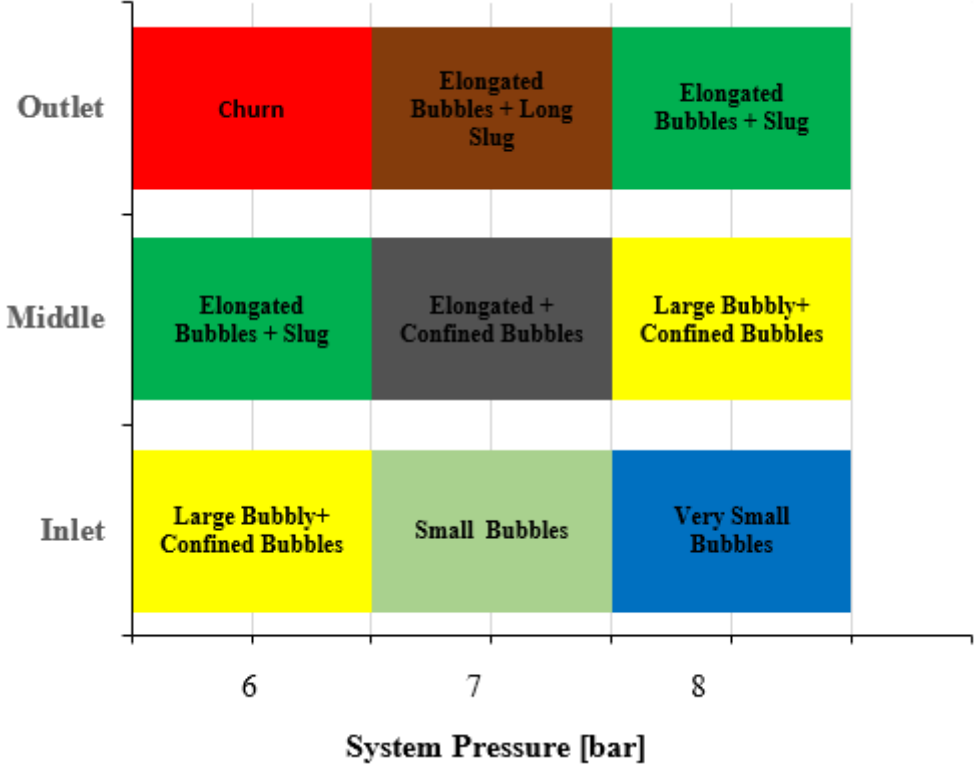 Outlet
Churn
Elongated
Bubbles + Long
Slug
Elongated
Bubbles + Slug
Middle
Elongated
Bubbles + Slug
Elongated +
Confined Bubbles
Large Bubbly+
Confined Bubbles
Inlet
Large Bubbly+
Confined Bubbles
Small  Bubbles
Very Small
Bubbles
6 7 8
System Pressure [bar]